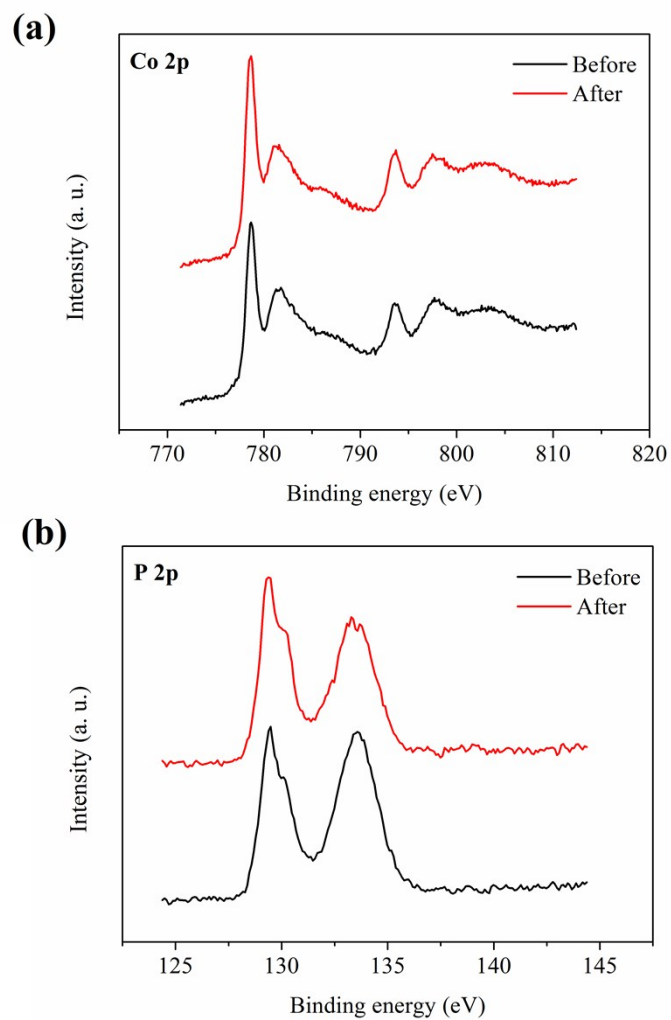 (a)
Co 2p
Before
After
Intensity (a. u.)
770 780 790 800 810 820
Binding energy (eV)
(b)
P 2p
Before
After
Intensity (a. u.)
125 130 135 140 145
Binding energy (eV)